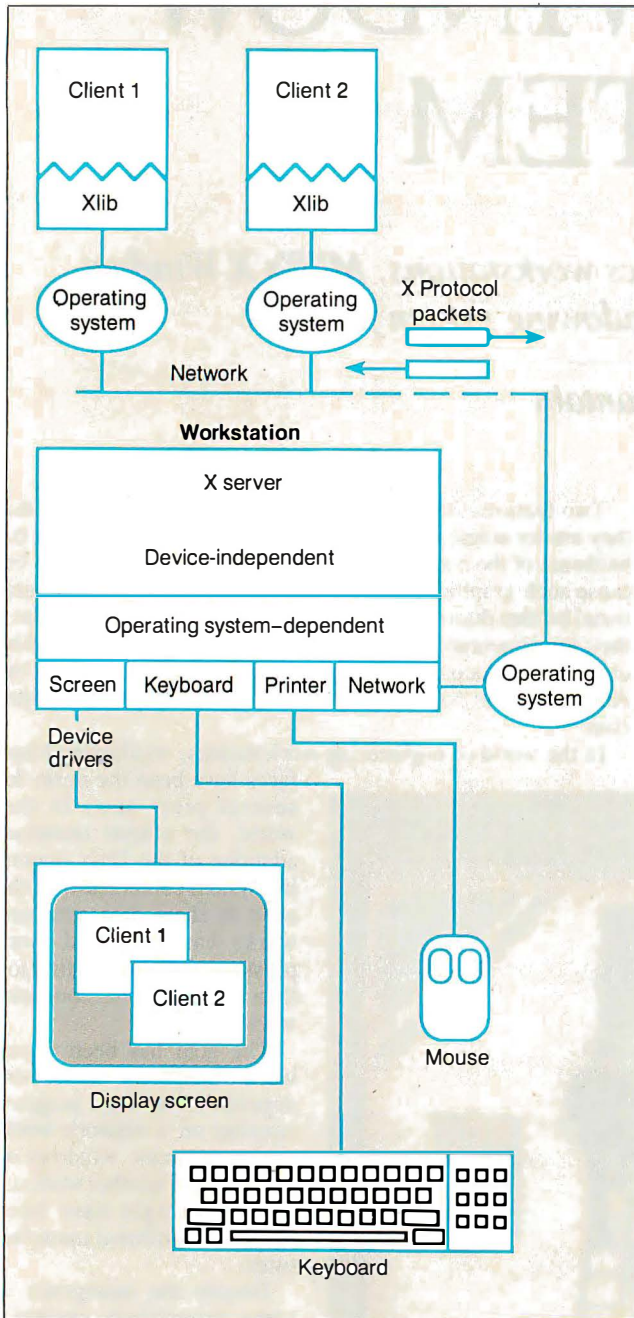 Client 1
Client 2
Xlib
Xlib
Operating
system
Operating
system
X Protocol
packets
Network
Workstation
X server
Device-independent
Operating system–dependent
Screen
Keyboard
Printer
Network
Operating
system
Device
drivers
Client 1
Client 2
Mouse
Display screen
Keyboard